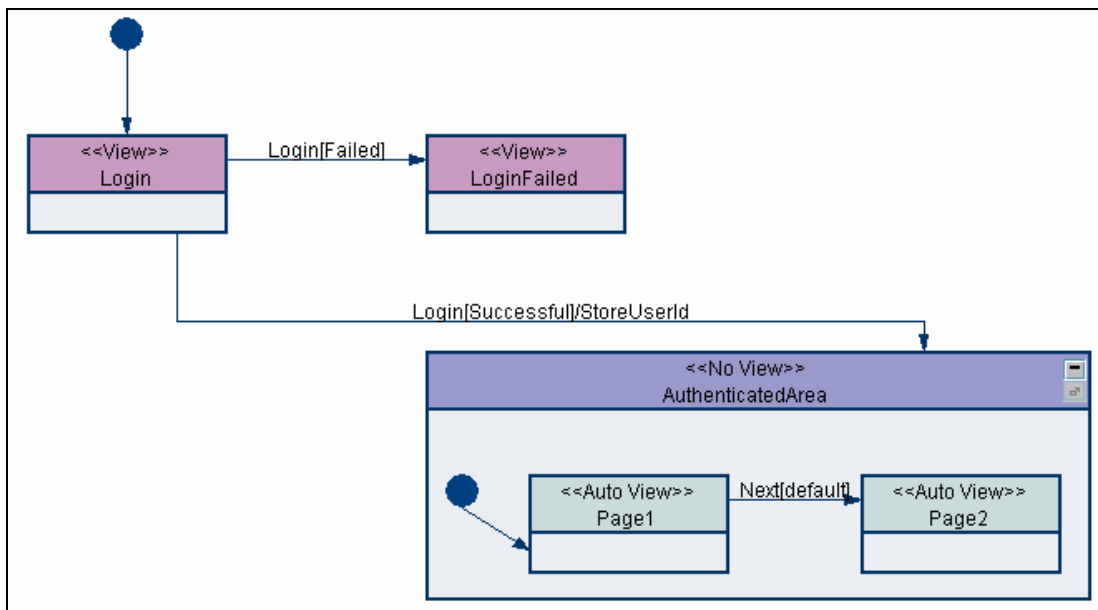 <<View>>
Login
Login[Failed]
<<View>>
LoginFailed
Login[Successful]/StoreUserId
<<No View>>
AuthenticatedArea
<<Auto View>>
Page1
Next[default]
<<Auto View>>
Page2